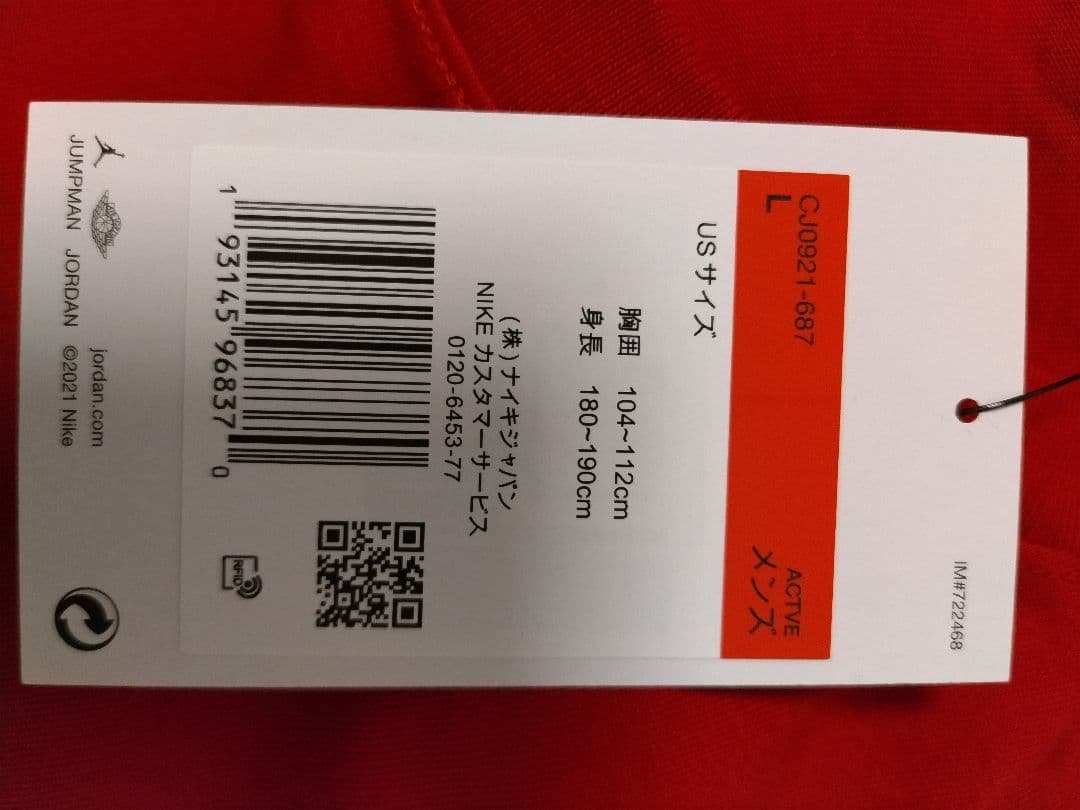 IM#722468
CJ0921-687 ACTVE
L メンズ
USサイズ
胸囲 104~112cm
身長 180~190cm
(株)ナイキジャパン
NIKE カスタマーサービス
0120-6453-77
1 93145 96837 0
RFID
jordan.com
JUMPMAN JORDAN ©2021 Nike